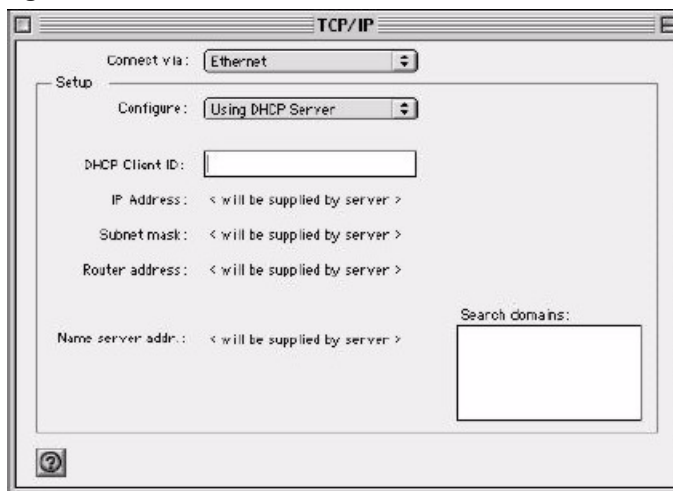 TCP/IP
Connect via: Ethernet
Setup
Configure: Using DHCP Server
DHCP Client ID:
IP Address: < will be supplied by server >
Subnet mask: < will be supplied by server >
Router address: < will be supplied by server >
Search domains:
Name server addr.: < will be supplied by server >
?